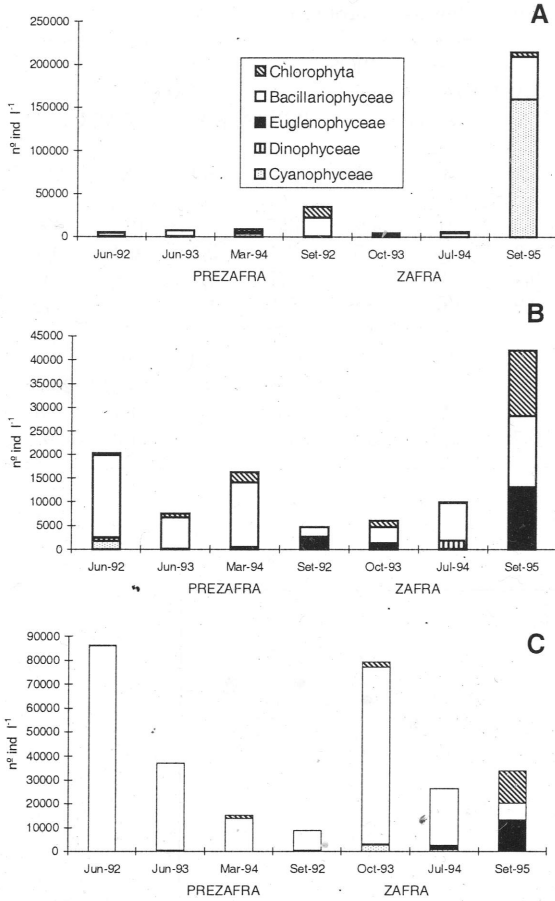 A
250000
200000
150000
100000
50000
0
nº ind l⁻¹
Chlorophyta
Bacillariophyceae
Euglenophyceae
Dinophyceae
Cyanophyceae
Jun-92 Jun-93 Mar-94 Set-92 Oct-93 Jul-94 Set-95
PREZAFRA ZAFRA
B
45000
40000
35000
30000
25000
20000
15000
10000
5000
0
nº ind l⁻¹
Jun-92 Jun-93 Mar-94 Set-92 Oct-93 Jul-94 Set-95
PREZAFRA ZAFRA
C
90000
80000
70000
60000
50000
40000
30000
20000
10000
0
nº ind l⁻¹
Jun-92 Jun-93 Mar-94 Set-92 Oct-93 Jul-94 Set-95
PREZAFRA ZAFRA